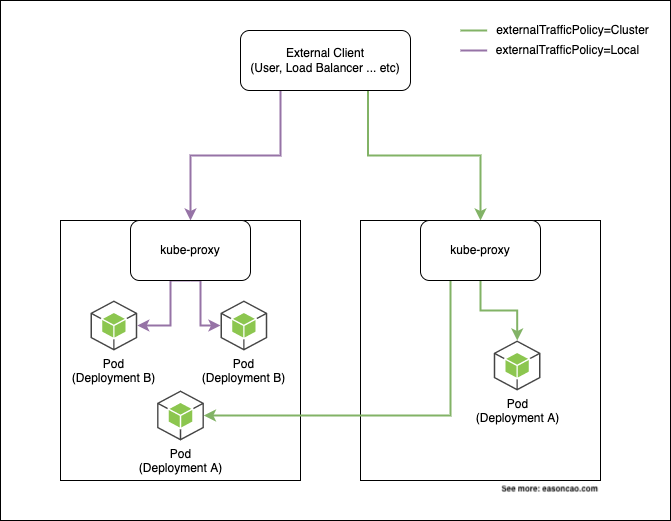 externalTrafficPolicy=Cluster
externalTrafficPolicy=Local
External Client
(User, Load Balancer ... etc)
kube-proxy
kube-proxy
Pod
(Deployment B)
Pod
(Deployment B)
Pod
(Deployment A)
Pod
(Deployment A)
See more: easoncao.com